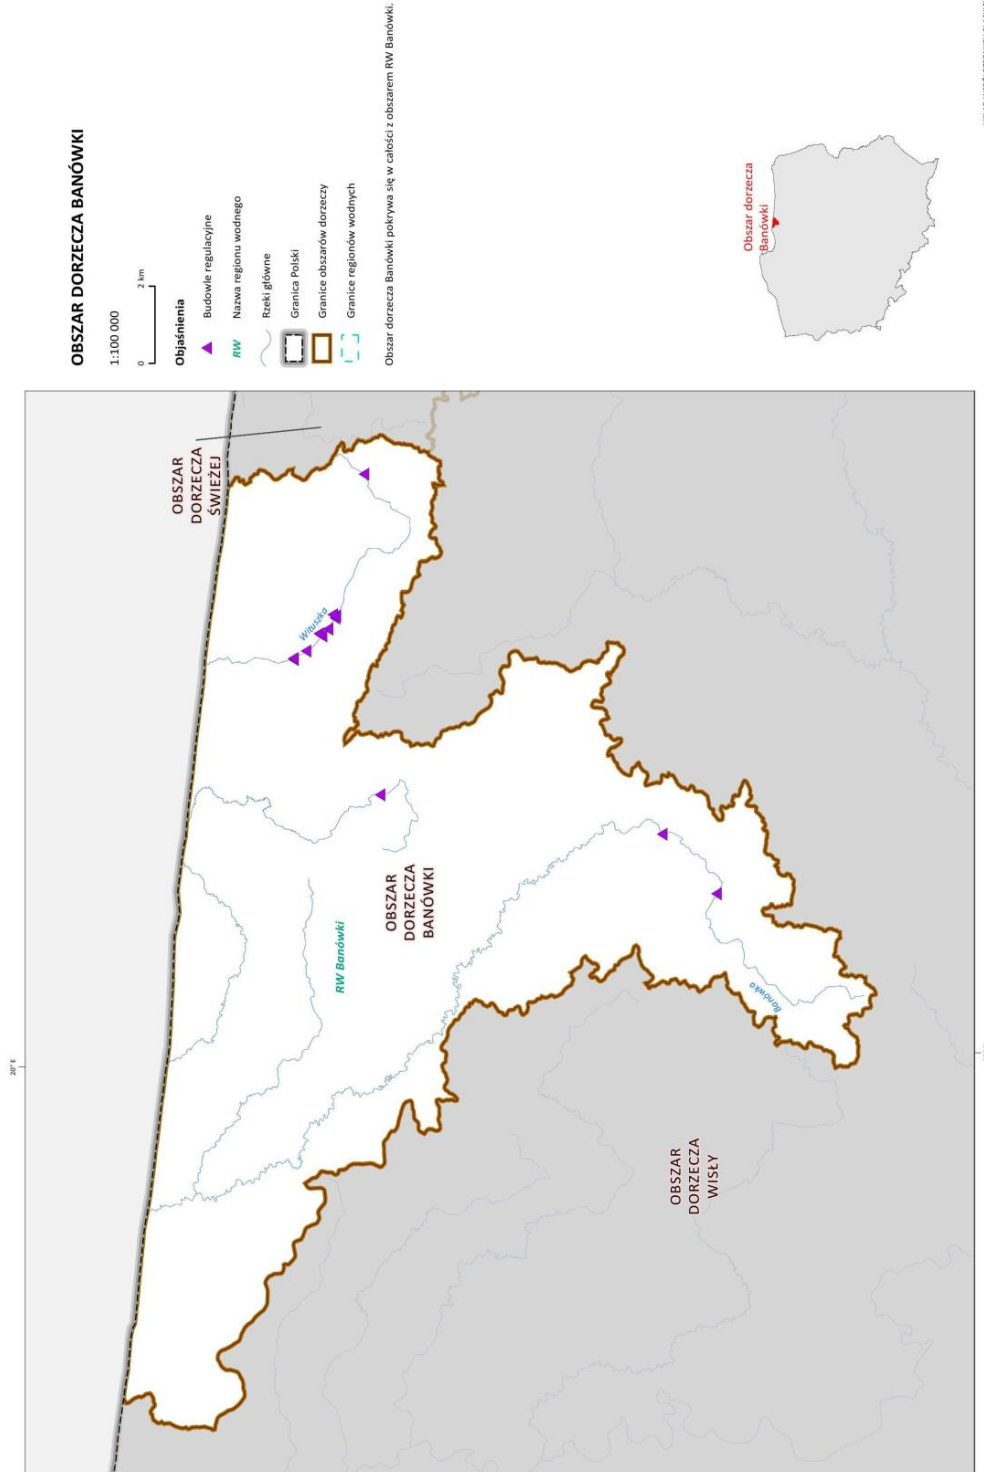 OBSZAR DORZECZA BANÓWKI
1:100 000
0
2 km
Objaśnienia
Budowle regulacyjne
RW
Nazwa regionu wodnego
Rzeki główne
Granica Polski
Granice obszarów dorzeczy
Granice regionów wodnych
Obszar dorzecza Banówki pokrywa się w całości z obszarem RW Banówki.
Obszar dorzecza
Banówki
OBSZAR
DORZECZA
ŚWIEŻEJ
Wituszka
OBSZAR
DORZECZA
BANÓWKI
RW Banówki
Banówka
OBSZAR
DORZECZA
WISŁY
20° E